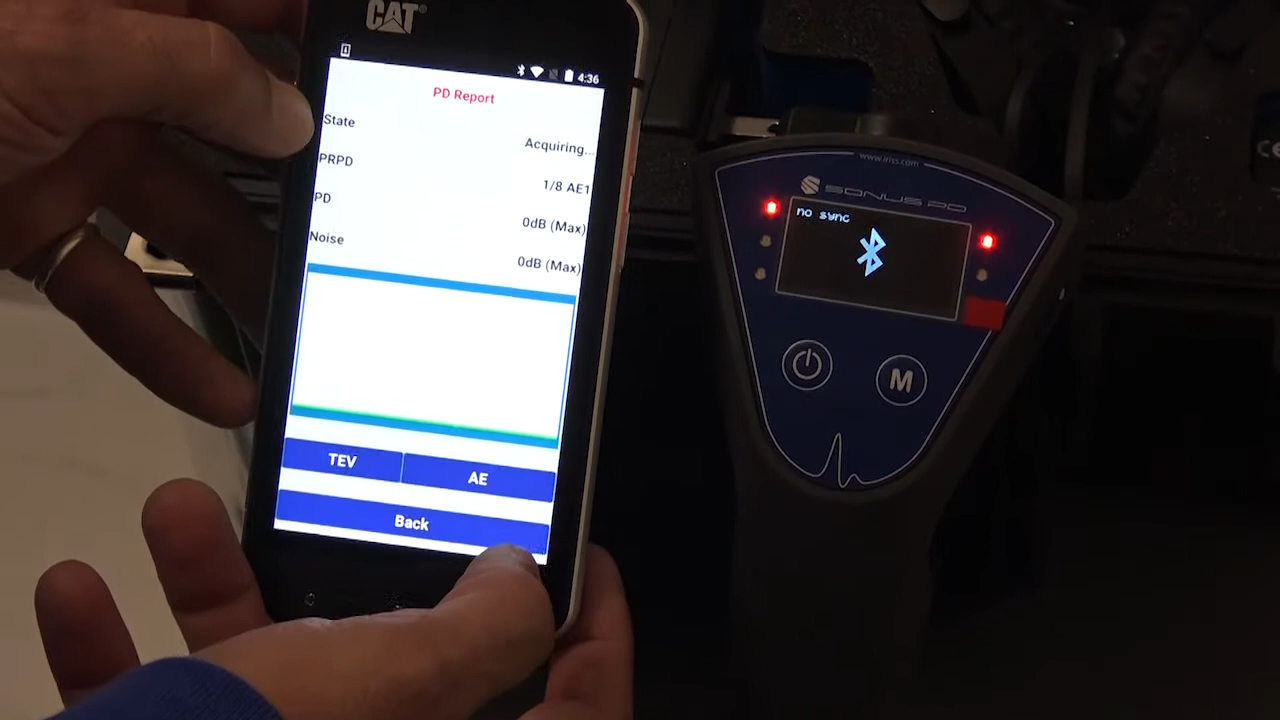 CAT®
4:36
PD Report
State
Acquiring...
PRPD
1/8 AE1
PD
0dB (Max)
Noise
0dB (Max)
TEV
AE
Back
www.iriss.com
SONUS PD
no sync
M
CE